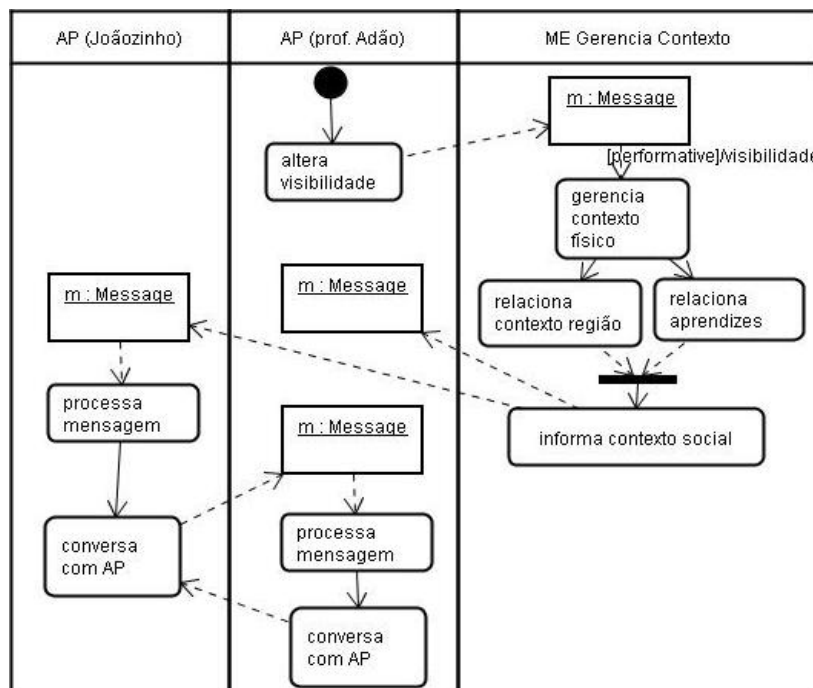 AP (Joãozinho)
AP (prof. Adão)
ME Gerencia Contexto
m : Message
altera
visibilidade
[performative]/visibilidade
gerencia
contexto
físico
m : Message
m : Message
relaciona
contexto região
relaciona
aprendizes
processa
mensagem
m : Message
informa contexto social
conversa
com AP
processa
mensagem
conversa
com AP